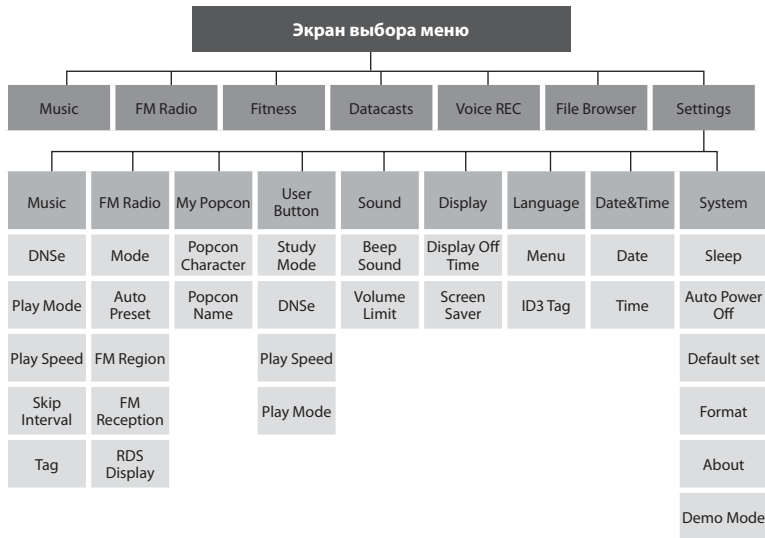 Экран выбора меню
Music
FM Radio
Fitness
Datacasts
Voice REC
File Browser
Settings
Music
FM Radio
My Popcon
User
Button
Sound
Display
Language
Date&Time
System
DNSe
Mode
Popcon
Character
Study
Mode
Beep
Sound
Display Off
Time
Menu
Date
Sleep
Play Mode
Auto
Preset
Popcon
Name
DNSe
Volume
Limit
Screen
Saver
ID3 Tag
Time
Auto Power
Off
Play Speed
FM Region
Play Speed
Default set
Skip
Interval
FM
Reception
Play Mode
Format
Tag
RDS
Display
About
Demo Mode